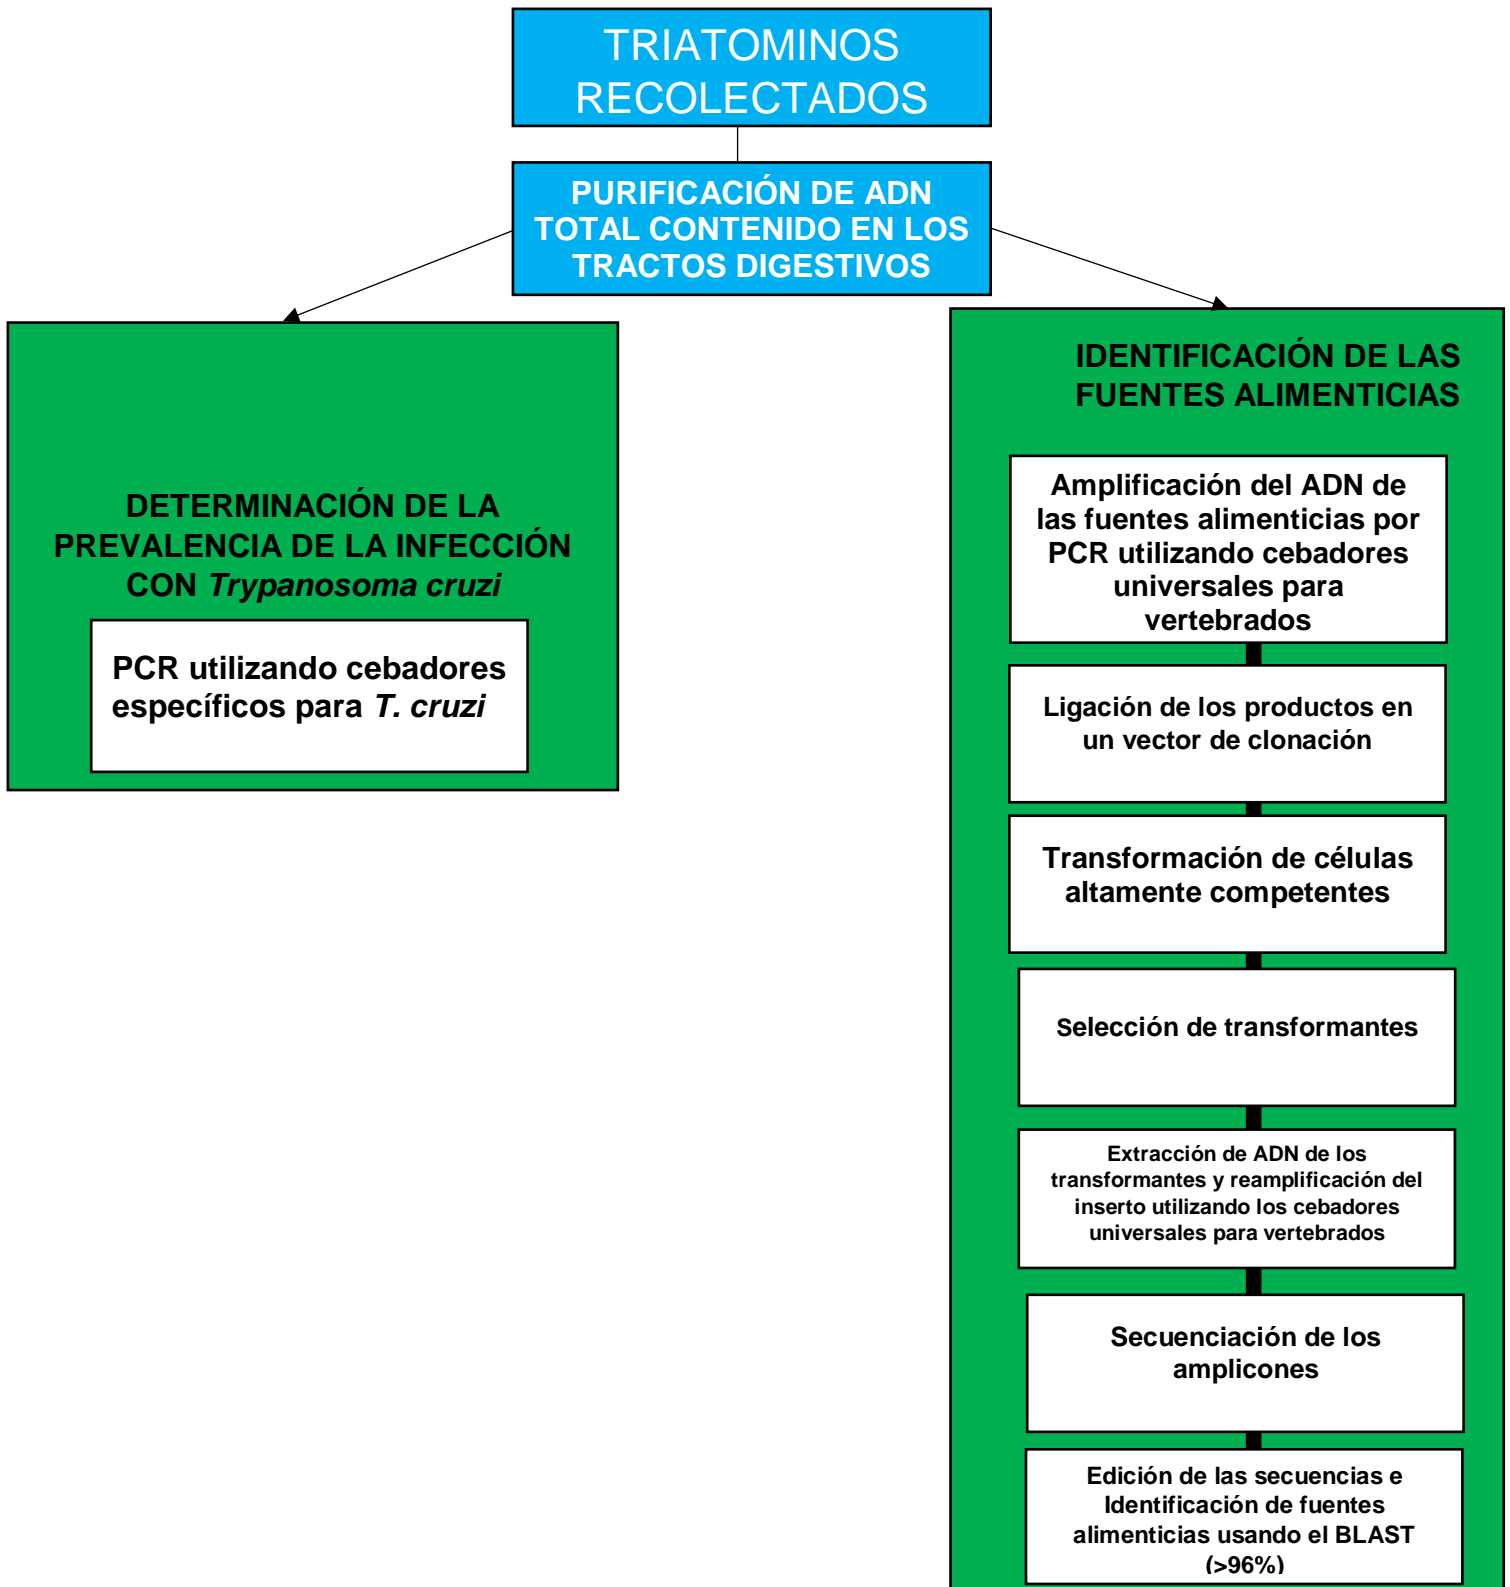 TRIATOMINOS
RECOLECTADOS
PURIFICACIÓN DE ADN
TOTAL CONTENIDO EN LOS
TRACTOS DIGESTIVOS
DETERMINACIÓN DE LA
PREVALENCIA DE LA INFECCIÓN
CON Trypanosoma cruzi
PCR utilizando cebadores
específicos para T. cruzi
IDENTIFICACIÓN DE LAS
FUENTES ALIMENTICIAS
Amplificación del ADN de
las fuentes alimenticias por
PCR utilizando cebadores
universales para
vertebrados
Ligación de los productos en
un vector de clonación
Transformación de células
altamente competentes
Selección de transformantes
Extracción de ADN de los
transformantes y reamplificación del
inserto utilizando los cebadores
universales para vertebrados
Secuenciación de los
amplicones
Edición de las secuencias e
Identificación de fuentes
alimenticias usando el BLAST
(>96%)